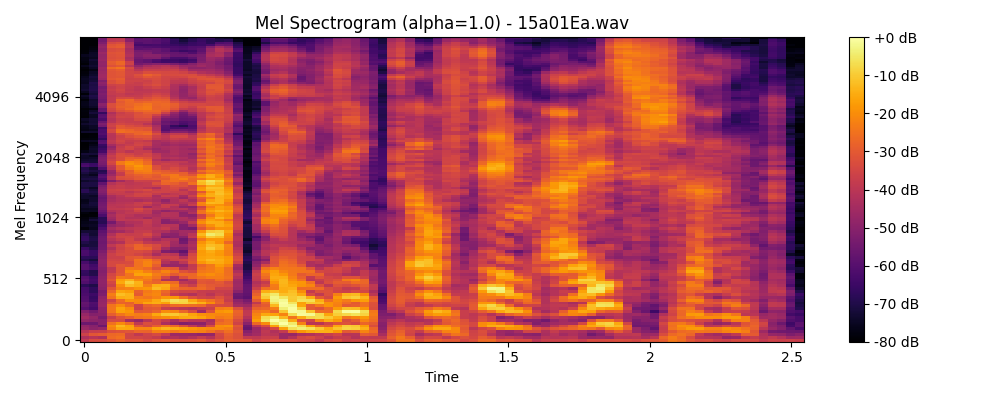 Mel Spectrogram (alpha=1.0) - 15a01Ea.wav
Mel Frequency
4096
2048
1024
512
0
0
0.5
1
1.5
2
2.5
Time
+0 dB
-10 dB
-20 dB
-30 dB
-40 dB
-50 dB
-60 dB
-70 dB
-80 dB